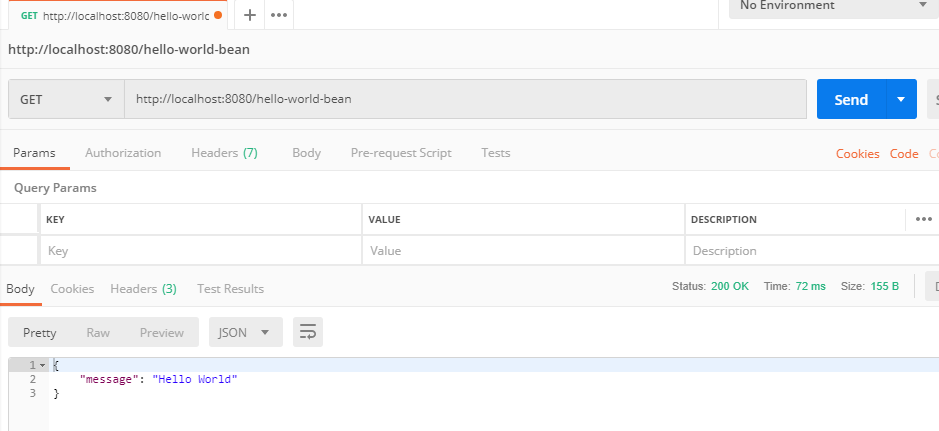 GET http://localhost:8080/hello-worlc + ••• No Environment
http://localhost:8080/hello-world-bean
GET http://localhost:8080/hello-world-bean Send
Params Authorization Headers (7) Body Pre-request Script Tests Cookies Code
Query Params
KEY VALUE DESCRIPTION •••
Key Value Description
Body Cookies Headers (3) Test Results Status: 200 OK Time: 72 ms Size: 155 B
Pretty Raw Preview JSON
1 {
2 "message": "Hello World"
3 }